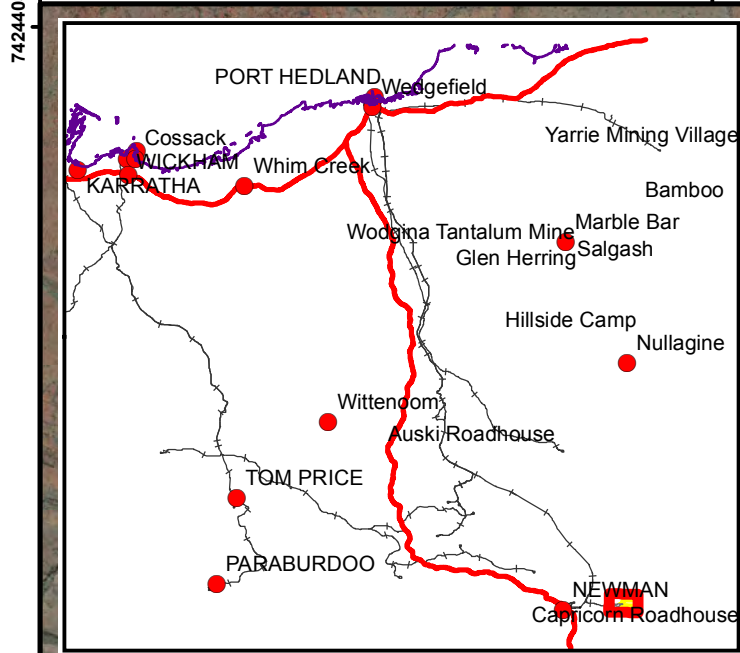 742440
PORT HEDLAND
Wedgefield
Yarrie Mining Village
Cossack
WICKHAM
Whim Creek
KARRATHA
Bamboo
Marble Bar
Wodgina Tantalum Mine
Salgash
Glen Herring
Hillside Camp
Nullagine
Wittenoom
Auski Roadhouse
TOM PRICE
PARABURDOO
NEWMAN
Capricorn Roadhouse